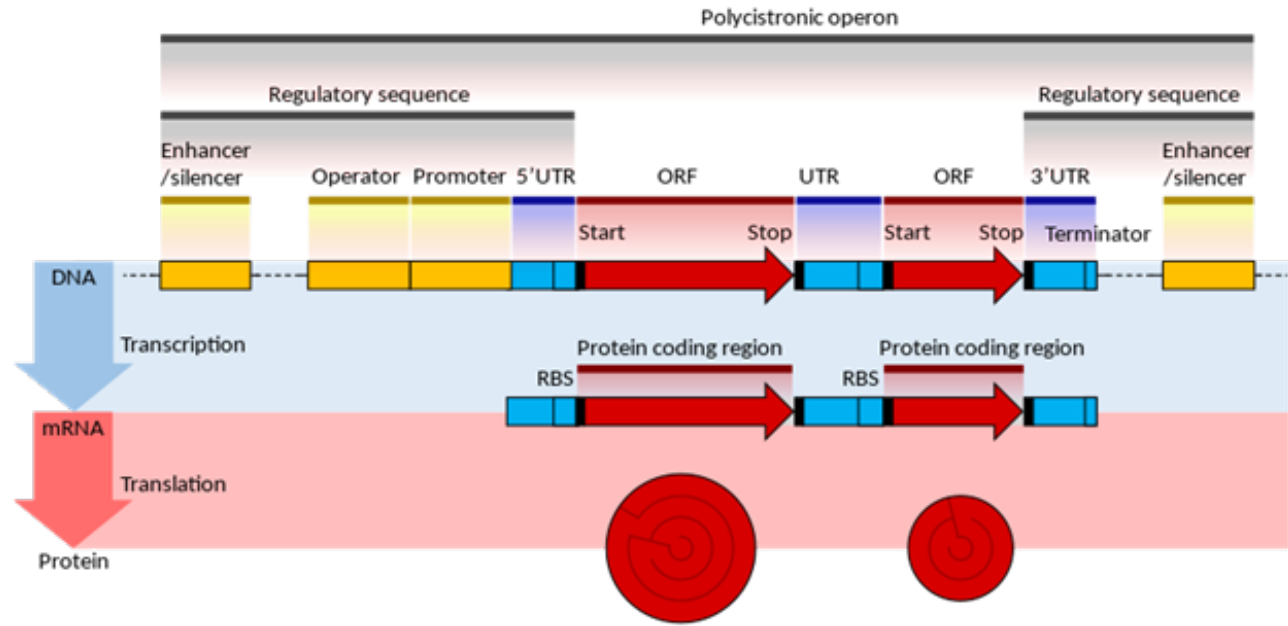 Polycistronic operon
Regulatory sequence
Regulatory sequence
Enhancer
/silencer
Operator
Promoter
5'UTR
ORF
UTR
ORF
3'UTR
Enhancer
/silencer
Start
Stop
Start
Stop
Terminator
DNA
Transcription
Protein coding region
Protein coding region
RBS
RBS
mRNA
Translation
Protein